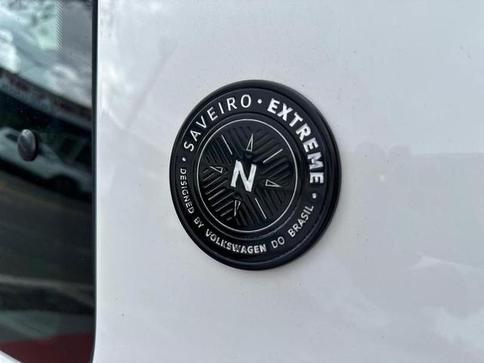 SAVEIRO • EXTREME
N
• DESIGNED BY VOLKSWAGEN DO BRASIL •